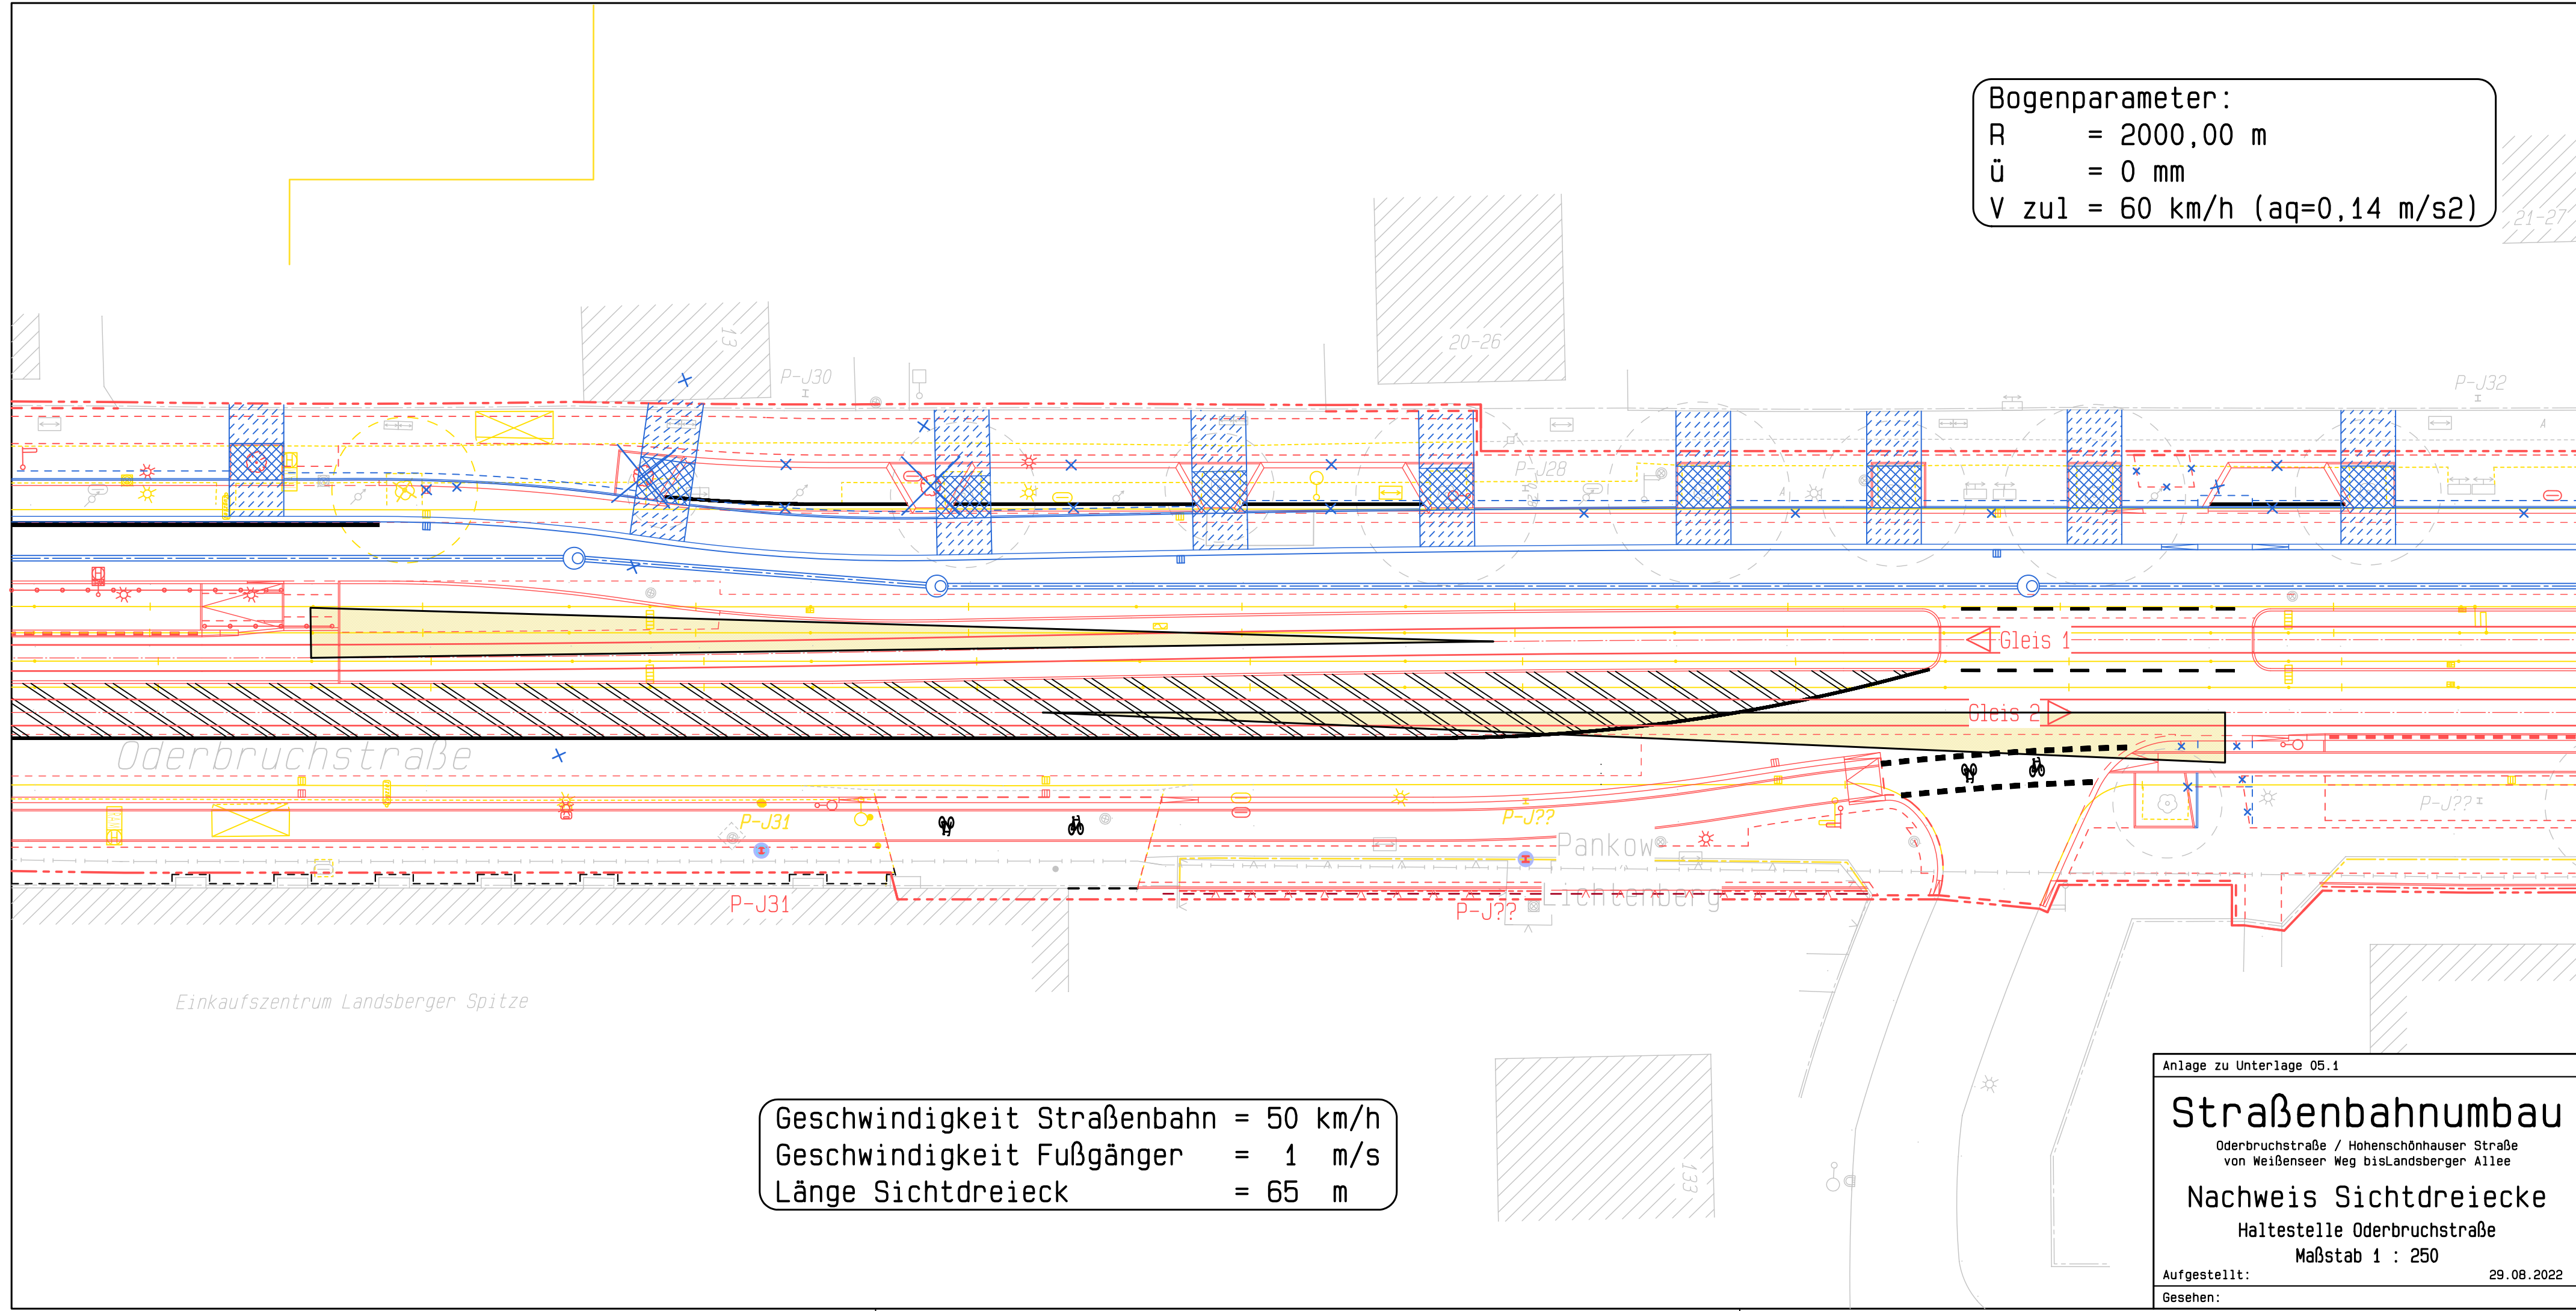 Bogenparameter:
R = 2000,00 m
ü = 0 mm
V zul = 60 km/h (aq=0,14 m/s2)
21-27
13
20-26
P-J30
P-J32
P-J28
Gleis 1
Gleis 2
Oderbruchstraße
P-J31
P-J??
P-J??
Pankow
Lichtenberg
P-J31
P-J??
Einkaufszentrum Landsberger Spitze
133
Geschwindigkeit Straßenbahn = 50 km/h
Geschwindigkeit Fußgänger = 1 m/s
Länge Sichtdreieck = 65 m
Anlage zu Unterlage 05.1
Straßenbahnumbau
Oderbruchstraße / Hohenschönhauser Straße
von Weißenseer Weg bisLandsberger Allee
Nachweis Sichtdreiecke
Haltestelle Oderbruchstraße
Maßstab 1 : 250
Aufgestellt: 29.08.2022
Gesehen: